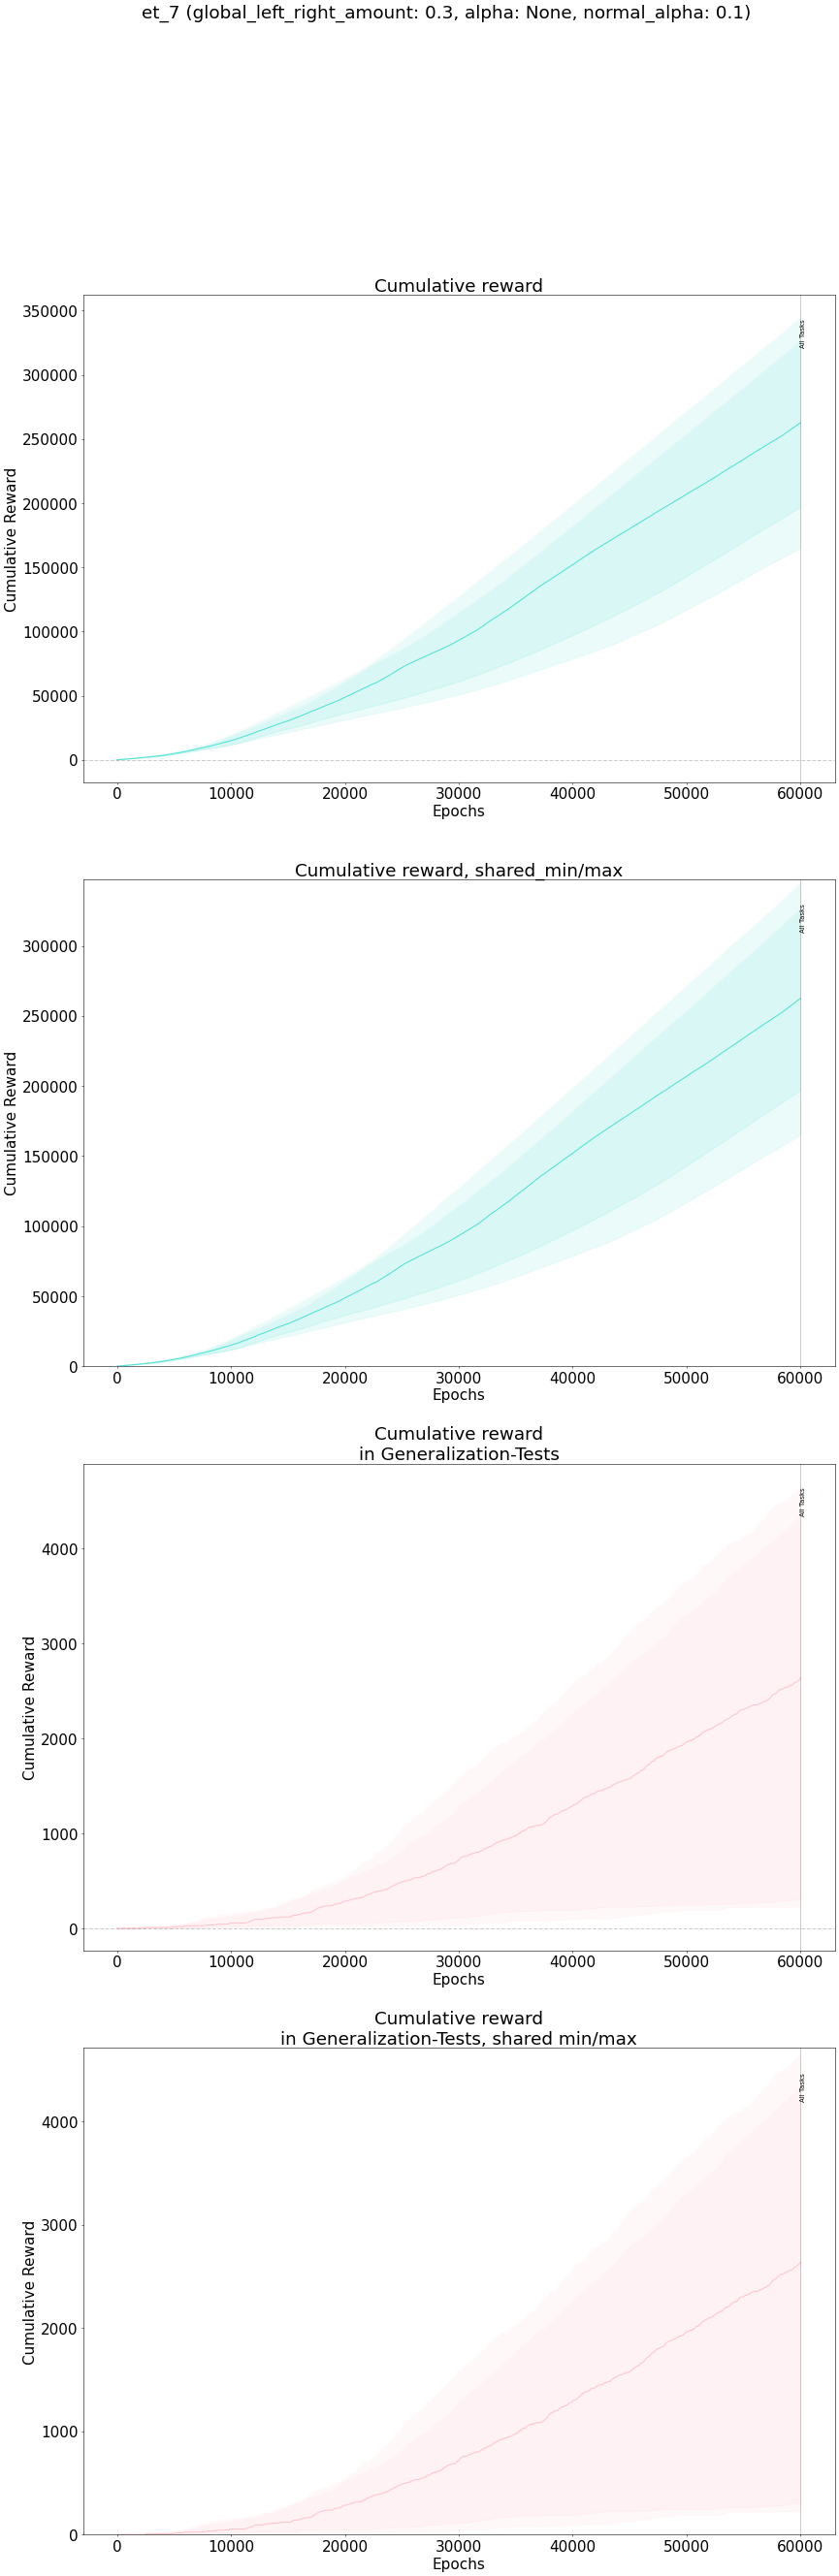 et_7 (global_left_right_amount: 0.3, alpha: None, normal_alpha: 0.1)
Cumulative reward
350000
300000
250000
200000
150000
100000
50000
0
Cumulative Reward
All Tasks
0 10000 20000 30000 40000 50000 60000
Epochs
Cumulative reward, shared_min/max
300000
250000
200000
150000
100000
50000
0
Cumulative Reward
All Tasks
0 10000 20000 30000 40000 50000 60000
Epochs
Cumulative reward
in Generalization-Tests
4000
3000
2000
1000
0
Cumulative Reward
All Tasks
0 10000 20000 30000 40000 50000 60000
Epochs
Cumulative reward
in Generalization-Tests, shared min/max
4000
3000
2000
1000
0
Cumulative Reward
All Tasks
0 10000 20000 30000 40000 50000 60000
Epochs